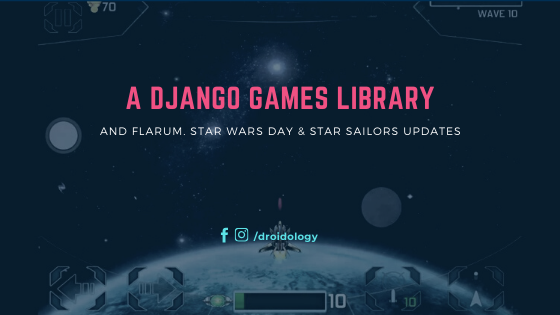 70
WAVE 10
A DJANGO GAMES LIBRARY
AND FLARUM, STAR WARS DAY & STAR SAILORS UPDATES
/droidology
10
10